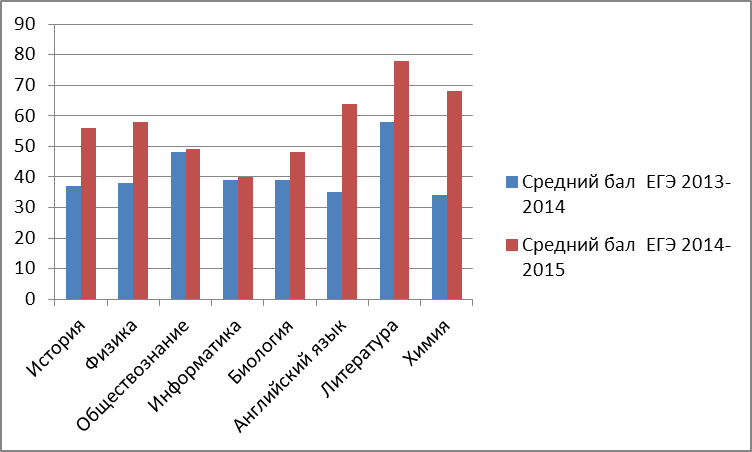 90
80
70
60
50
40
30
20
10
0
История
Физика
Обществознание
Информатика
Биология
Английский язык
Литература
Химия
Средний бал ЕГЭ 2013-
2014
Средний бал ЕГЭ 2014-
2015